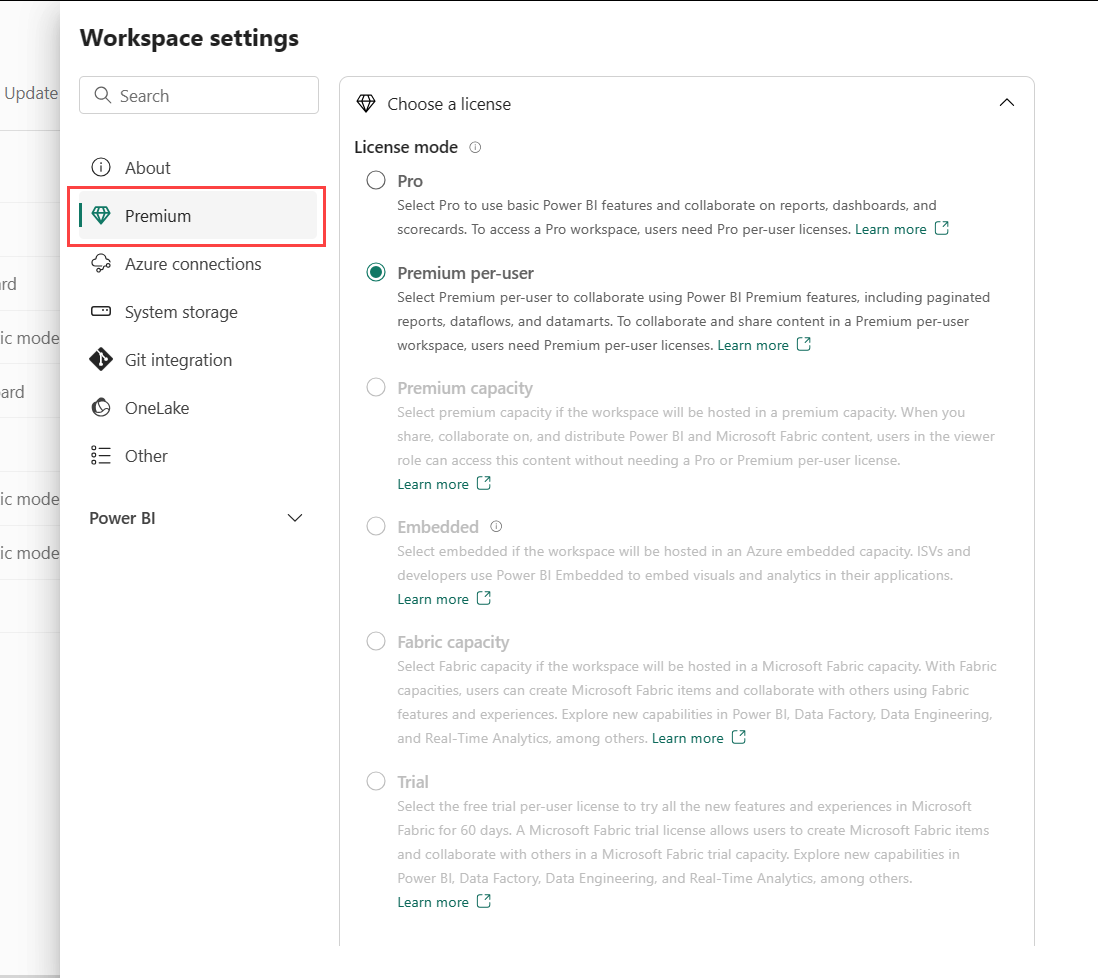 Workspace settings
Update
Search
About
Premium
Azure connections
System storage
Git integration
OneLake
Other
Power BI
rd
ic mode
ard
ic mode
ic mode
Choose a license
License mode
Pro
Select Pro to use basic Power BI features and collaborate on reports, dashboards, and
scorecards. To access a Pro workspace, users need Pro per-user licenses. Learn more
Premium per-user
Select Premium per-user to collaborate using Power BI Premium features, including paginated
reports, dataflows, and datamarts. To collaborate and share content in a Premium per-user
workspace, users need Premium per-user licenses. Learn more
Premium capacity
Select premium capacity if the workspace will be hosted in a premium capacity. When you
share, collaborate on, and distribute Power BI and Microsoft Fabric content, users in the viewer
role can access this content without needing a Pro or Premium per-user license.
Learn more
Embedded
Select embedded if the workspace will be hosted in an Azure embedded capacity. ISVs and
developers use Power BI Embedded to embed visuals and analytics in their applications.
Learn more
Fabric capacity
Select Fabric capacity if the workspace will be hosted in a Microsoft Fabric capacity. With Fabric
capacities, users can create Microsoft Fabric items and collaborate with others using Fabric
features and experiences. Explore new capabilities in Power BI, Data Factory, Data Engineering,
and Real-Time Analytics, among others. Learn more
Trial
Select the free trial per-user license to try all the new features and experiences in Microsoft
Fabric for 60 days. A Microsoft Fabric trial license allows users to create Microsoft Fabric items
and collaborate with others in a Microsoft Fabric trial capacity. Explore new capabilities in
Power BI, Data Factory, Data Engineering, and Real-Time Analytics, among others.
Learn more